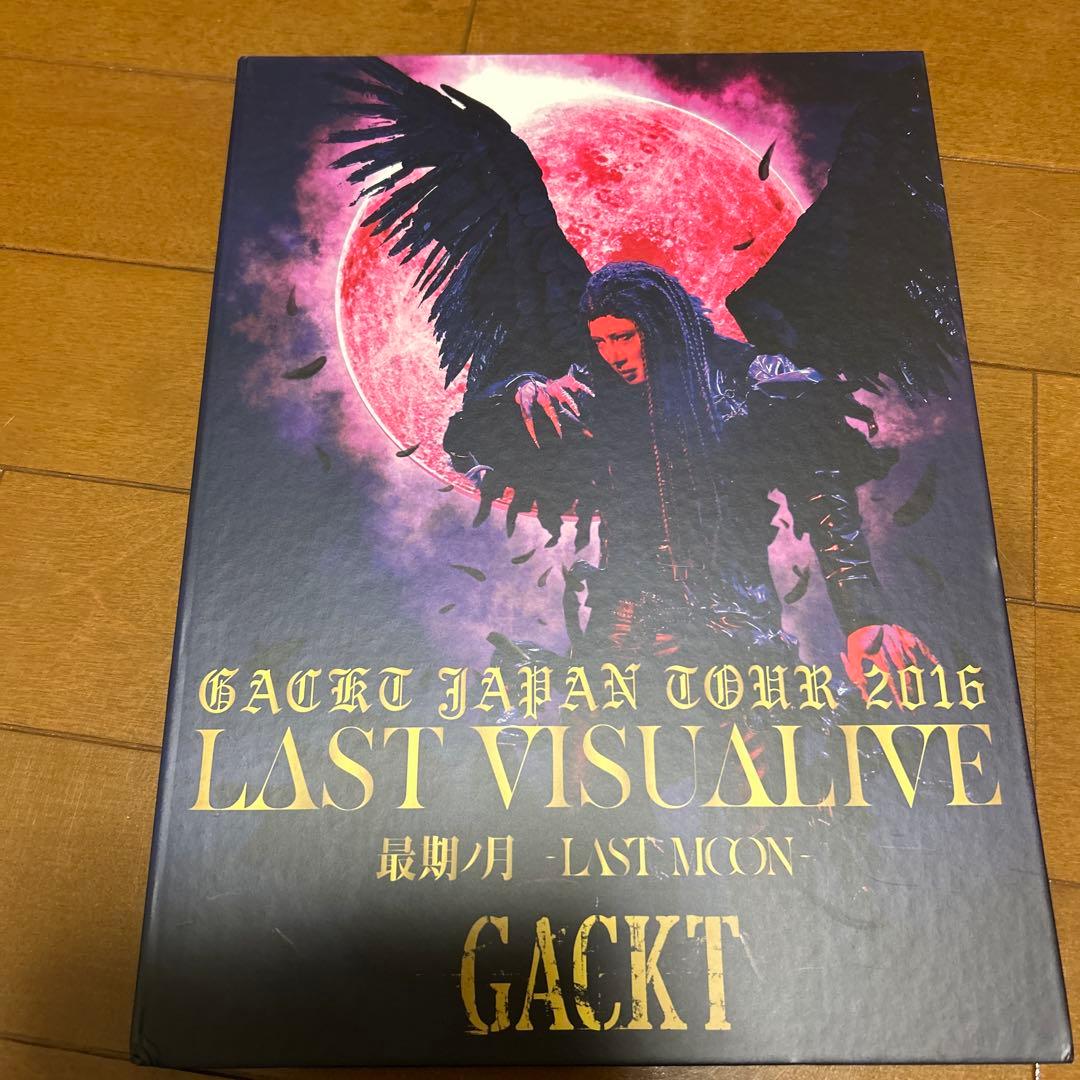 GACKT JAPAN TOUR 2016
LAST VISUALIVE
最期ノ月 -LAST MOON-
GACKT